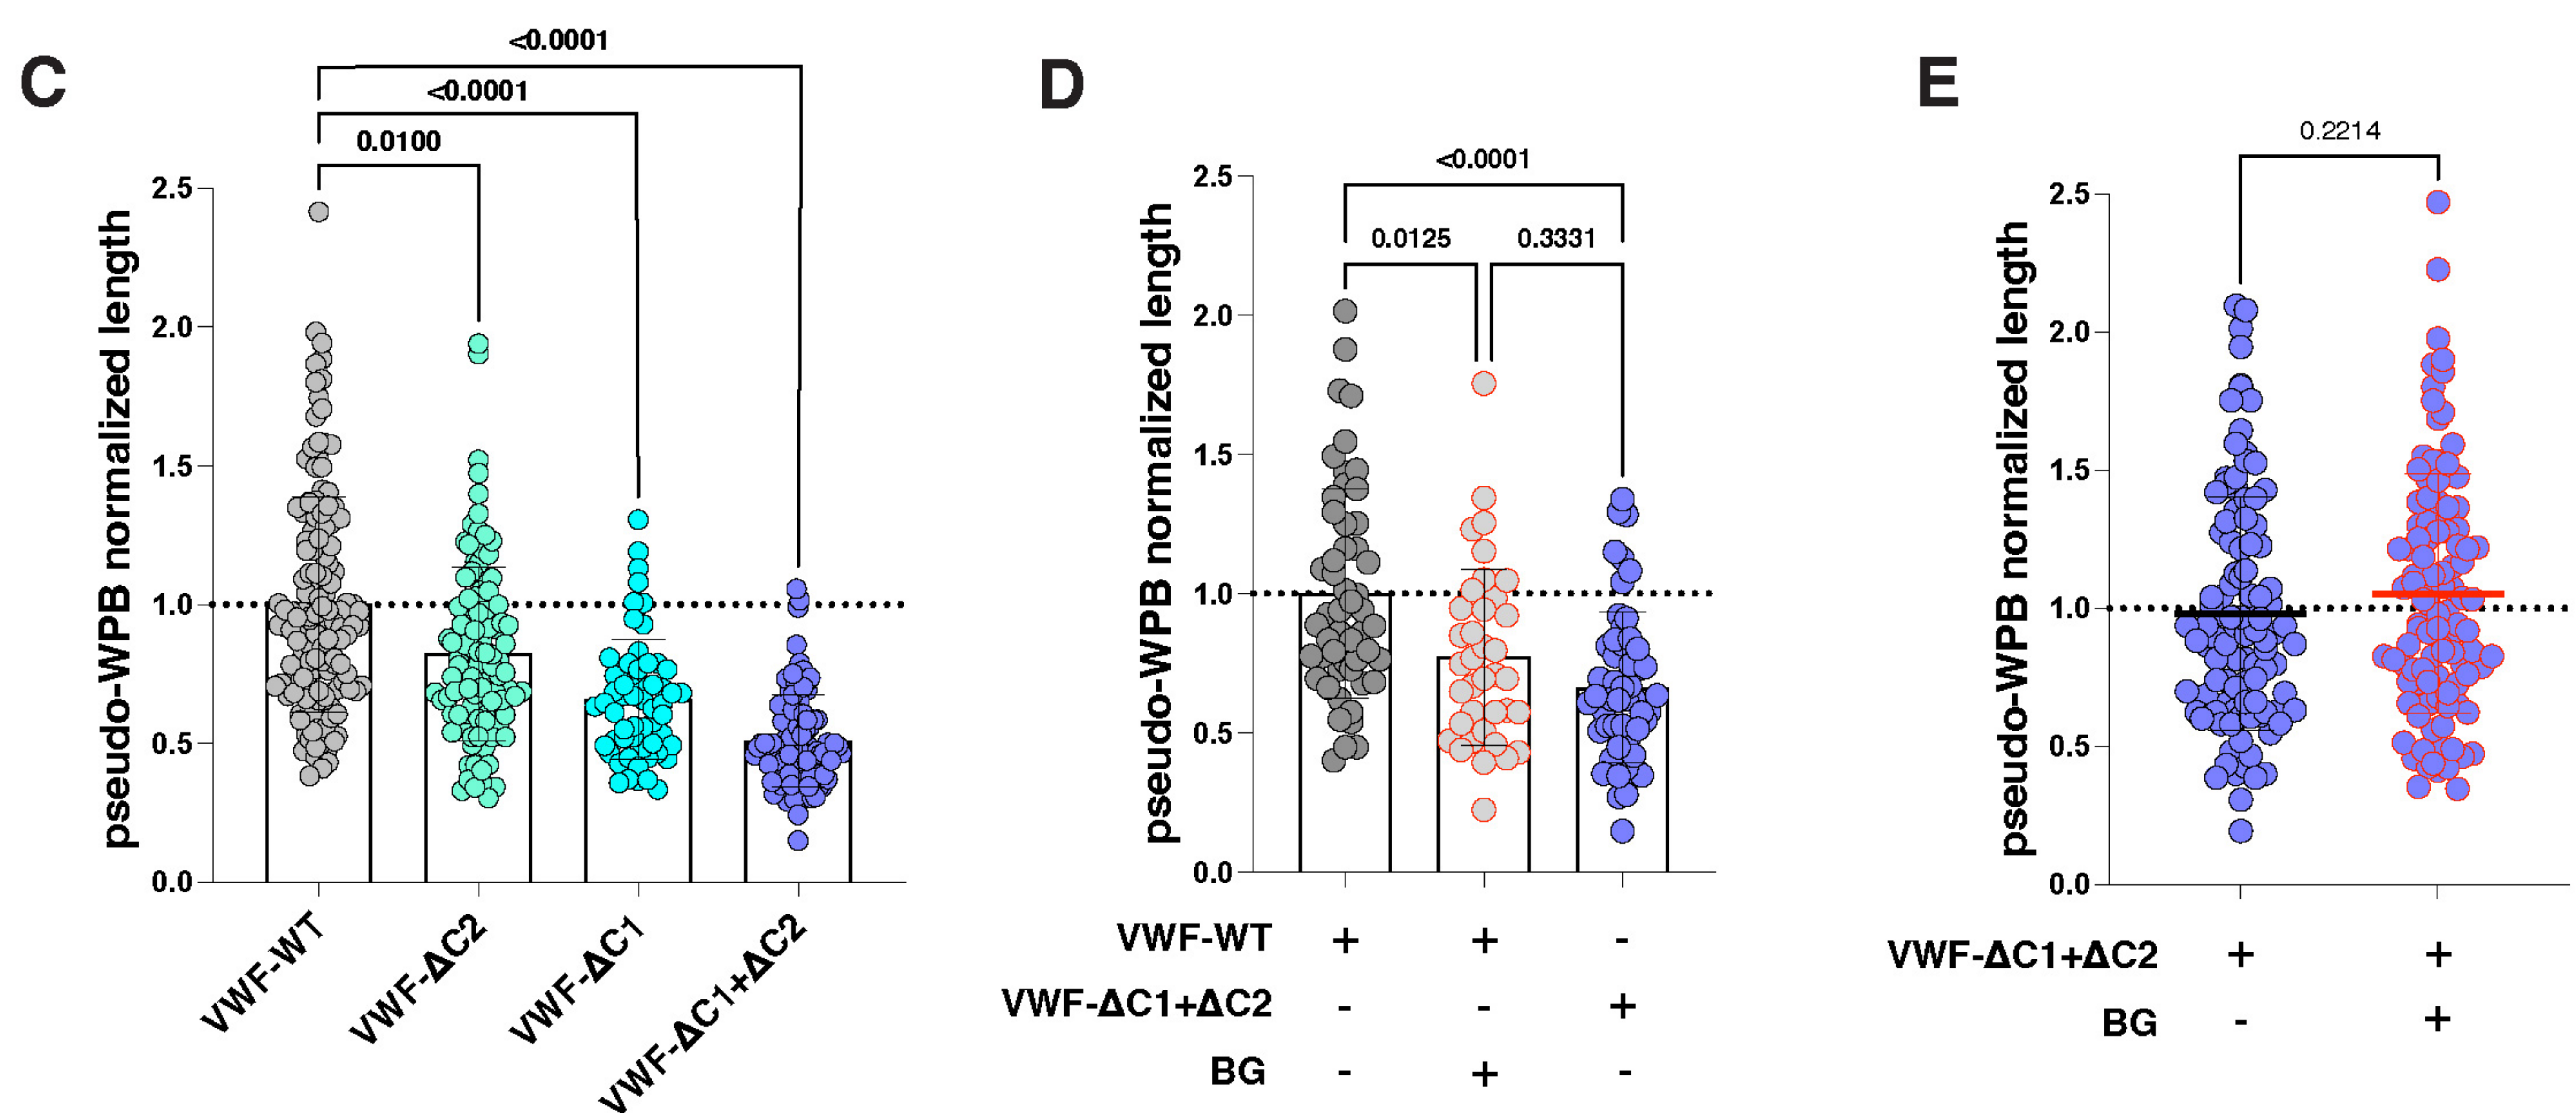 C
<0.0001
<0.0001
0.0100
pseudo-WPB normalized length
2.5
2.0
1.5
1.0
0.5
0.0
VWF-WT
VWF-ΔC2
VWF-ΔC1
VWF-ΔC1+ΔC2
D
<0.0001
0.0125 0.3331
pseudo-WPB normalized length
2.5
2.0
1.5
1.0
0.5
0.0
VWF-WT + + -
VWF-ΔC1+ΔC2 - - +
BG - + -
E
0.2214
pseudo-WPB normalized length
2.5
2.0
1.5
1.0
0.5
0.0
VWF-ΔC1+ΔC2 + +
BG - +